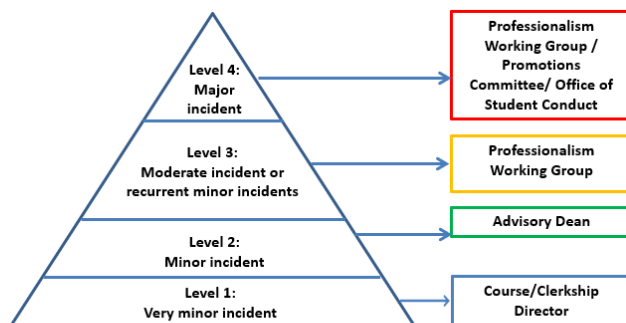 Level 4:
Major
incident
Professionalism
Working Group /
Promotions
Committee/ Office of
Student Conduct
Level 3:
Moderate incident or
recurrent minor incidents
Professionalism
Working Group
Level 2:
Minor incident
Advisory Dean
Level 1:
Very minor incident
Course/Clerkship
Director